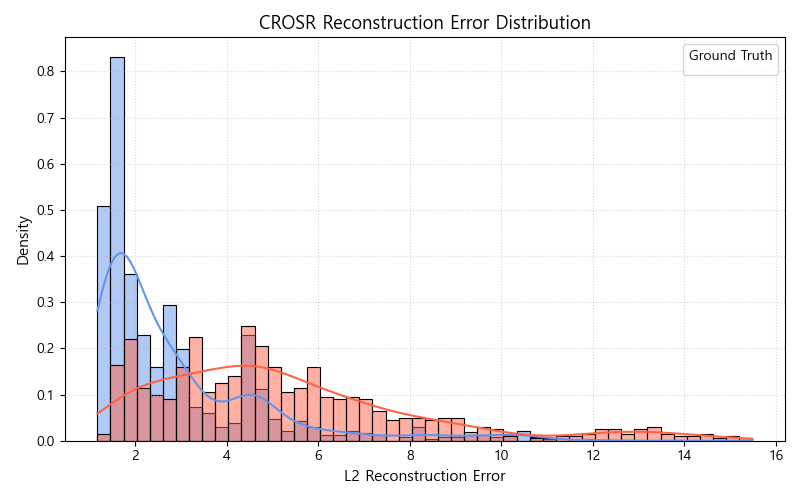 CROSR Reconstruction Error Distribution
Ground Truth
Density
0.8
0.7
0.6
0.5
0.4
0.3
0.2
0.1
0.0
2 4 6 8 10 12 14 16
L2 Reconstruction Error